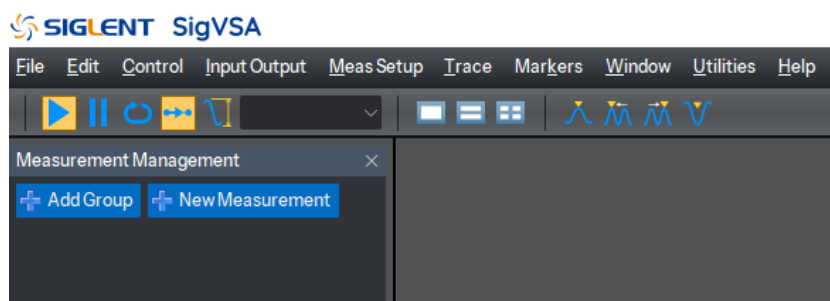 SIGLENT SigVSA
File Edit Control Input Output Meas Setup Trace Markers Window Utilities Help
Measurement Management
Add Group New Measurement